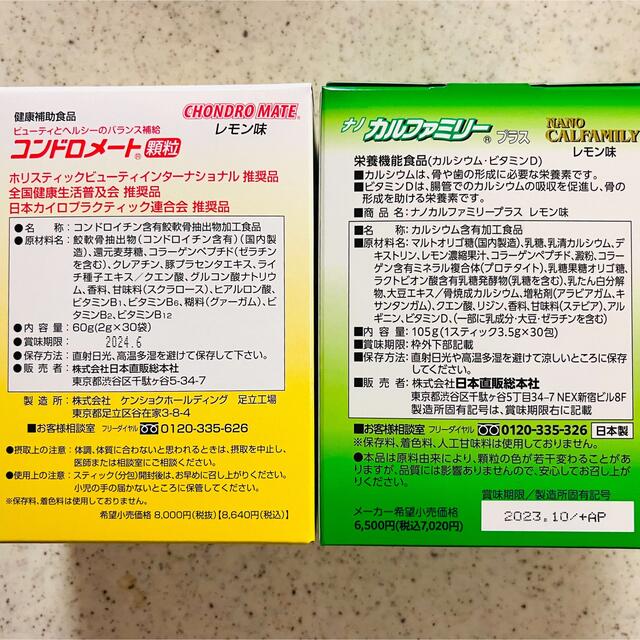 健康補助食品
ビューティとヘルシーのバランス補給
CHONDRO MATE®
レモン味
コンドロメート® 顆粒
ホリスティックビューティインターナショナル 推奨品
全国健康生活普及会 推奨品
日本カイロプラクティック連合会 推奨品
●名 称：コンドロイチン含有鮫軟骨抽出物加工食品
●原材料名：鮫軟骨抽出物（コンドロイチン含有）（国内製
造）、還元麦芽糖、コラーゲンペプチド（ゼラチン
を含む）、クレアチン、豚プラセンタエキス、ライ
チ種子エキス／クエン酸、グルコン酸ナトリウ
ム、香料、甘味料（スクラロース）、ヒアルロン酸、
ビタミンB1、ビタミンB6、糊料（グァーガム）、ビ
タミンB2、ビタミンB12
●内 容 量：60g（2g×30袋）
●賞味期限： 2024.6
●保存方法：直射日光、高温多湿を避けて保存して下さい。
●販 売 者：株式会社日本直販総本社
東京都渋谷区千駄ヶ谷5-34-7
製 造 所：株式会社 ケンショクホールディング 足立工場
東京都足立区谷在家3-8-4
■お客様相談室 フリーダイヤル 0120-335-626
●摂取上の注意：体調、体質に合わないと思われるときは、摂取を中止し、
医師または相談室にご相談ください。
●使用上の注意：スティック（分包）開封後は、お早めに召し上がりください。
小児の手の届かないところに保管してください。
※保存料、着色料は使用しておりません。
希望小売価格 8,000円（税抜）【8,640円（税込）】
ナノ カルファミリー® プラス
NANO
CALFAMILY
レモン味
栄養機能食品（カルシウム・ビタミンD）
■カルシウムは、骨や歯の形成に必要な栄養素です。
■ビタミンDは、腸管でのカルシウムの吸収を促進し、骨の
形成を助ける栄養素です。
■商 品 名：ナノカルファミリープラス レモン味
■名 称：カルシウム含有加工食品
■原材料名：マルトオリゴ糖（国内製造）、乳糖、乳清カルシウム、デ
キストリン、レモン濃縮果汁、コラーゲンペプチド、澱粉、コラー
ゲン含有ミネラル複合体（プロテタイト）、乳糖果糖オリゴ糖、
ラクトビオン酸含有乳糖発酵物（乳糖を含む）、乳たん白分解
物、大豆エキス／骨焼成カルシウム、増粘剤（アラビアガム、キ
サンタンガム）、クエン酸、リジン、香料、甘味料（ステビア）、アル
ギニン、ビタミンD、（一部に乳成分・大豆・ゼラチンを含む）
■内 容 量：105g（1スティック3.5g×30包）
■賞味期限：枠外下部に記載
■保存方法：直射日光や高温多湿を避けて涼しいところに保存
してください。
■販 売 者：株式会社日本直販総本社
東京都渋谷区千駄ヶ谷5丁目34-7 NEX新宿ビル8F
製造所固有記号は、賞味期限右に記載
■お客様相談室 フリーダイヤル 0120-335-326 日本製
※保存料、着色料、人工甘味料は使用しておりません。
●本品は原料由来により、顆粒の色が若干変わることがあ
りますが、品質には影響ありませんので、安心してお召し上が
りください。
賞味期限／製造所固有記号
メーカー希望小売価格
6,500円（税込7,020円）
2023.10/+AP